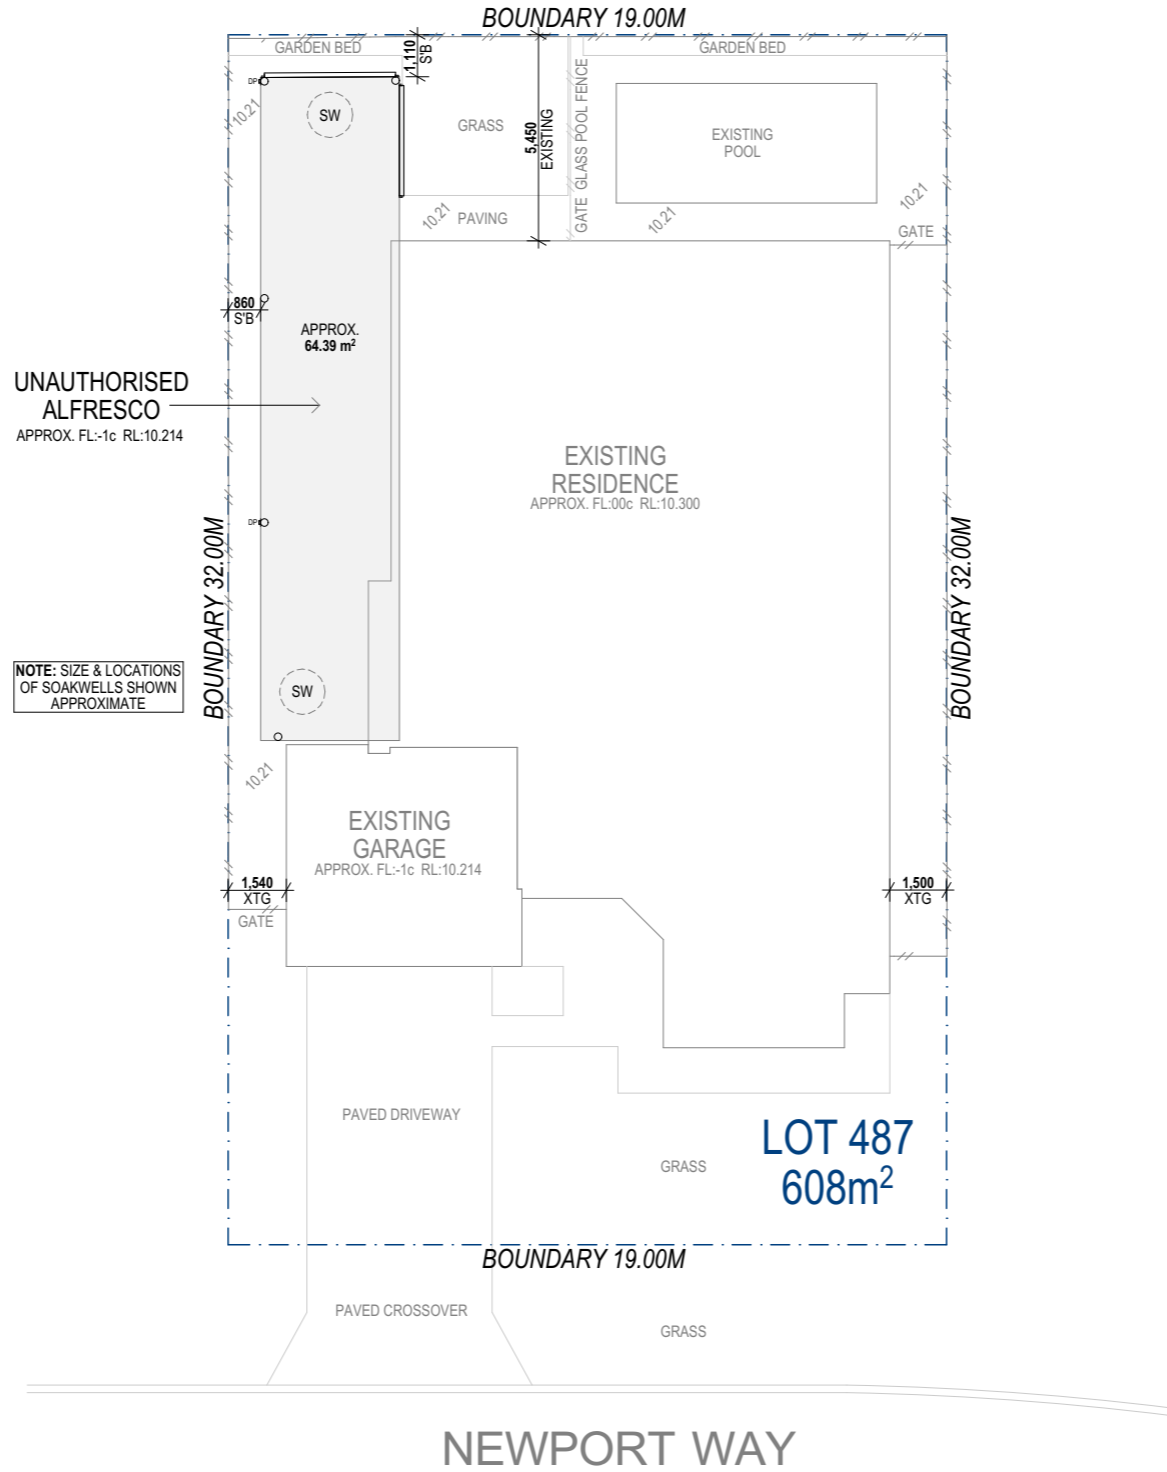 BOUNDARY 19.00M
GARDEN BED
1,110
S'B
GARDEN BED
DP
10.21
SW
GRASS
5,450
EXISTING
GATE GLASS POOL FENCE
EXISTING
POOL
10.21
PAVING
10.21
10.21
GATE
860
S'B
APPROX.
64.39 m²
UNAUTHORISED
ALFRESCO
APPROX. FL:-1c RL:10.214
EXISTING
RESIDENCE
APPROX. FL:00c RL:10.300
DP
BOUNDARY 32.00M
BOUNDARY 32.00M
NOTE: SIZE & LOCATIONS
OF SOAKWELLS SHOWN
APPROXIMATE
SW
10.21
EXISTING
GARAGE
APPROX. FL:-1c RL:10.214
1,540
XTG
GATE
1,500
XTG
PAVED DRIVEWAY
LOT 487
608m²
GRASS
BOUNDARY 19.00M
PAVED CROSSOVER
GRASS
NEWPORT WAY